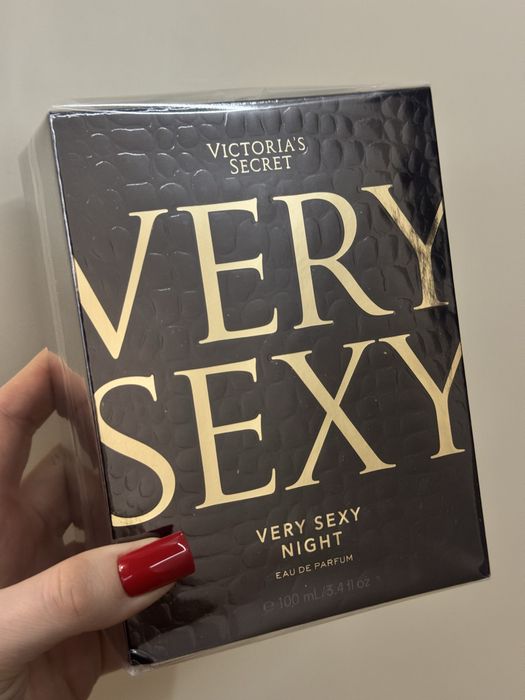 VICTORIA'S
SECRET
VERY
SEXY
VERY SEXY
NIGHT
EAU DE PARFUM
℮ 100 mL/3.4 fl oz